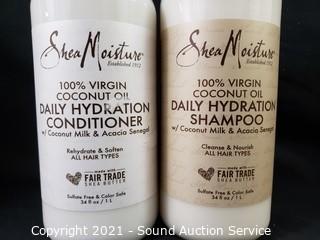 SheaMoisture
Established 1912
100% VIRGIN
COCONUT OIL
DAILY HYDRATION
CONDITIONER
w/ Coconut Milk & Acacia Senegal
Rehydrate & Soften
ALL HAIR TYPES
made with
FAIR TRADE
SHEA BUTTER
Sulfate Free & Color Safe
34 fl oz / 1 L
SheaMoisture
Established 1912
100% VIRGIN
COCONUT OIL
DAILY HYDRATION
SHAMPOO
w/ Coconut Milk & Acacia Senegal
Cleanse & Nourish
ALL HAIR TYPES
made with
FAIR TRADE
SHEA BUTTER
Sulfate Free & Color Safe
34 fl oz / 1 L
Copyright 2021 - Sound Auction Service